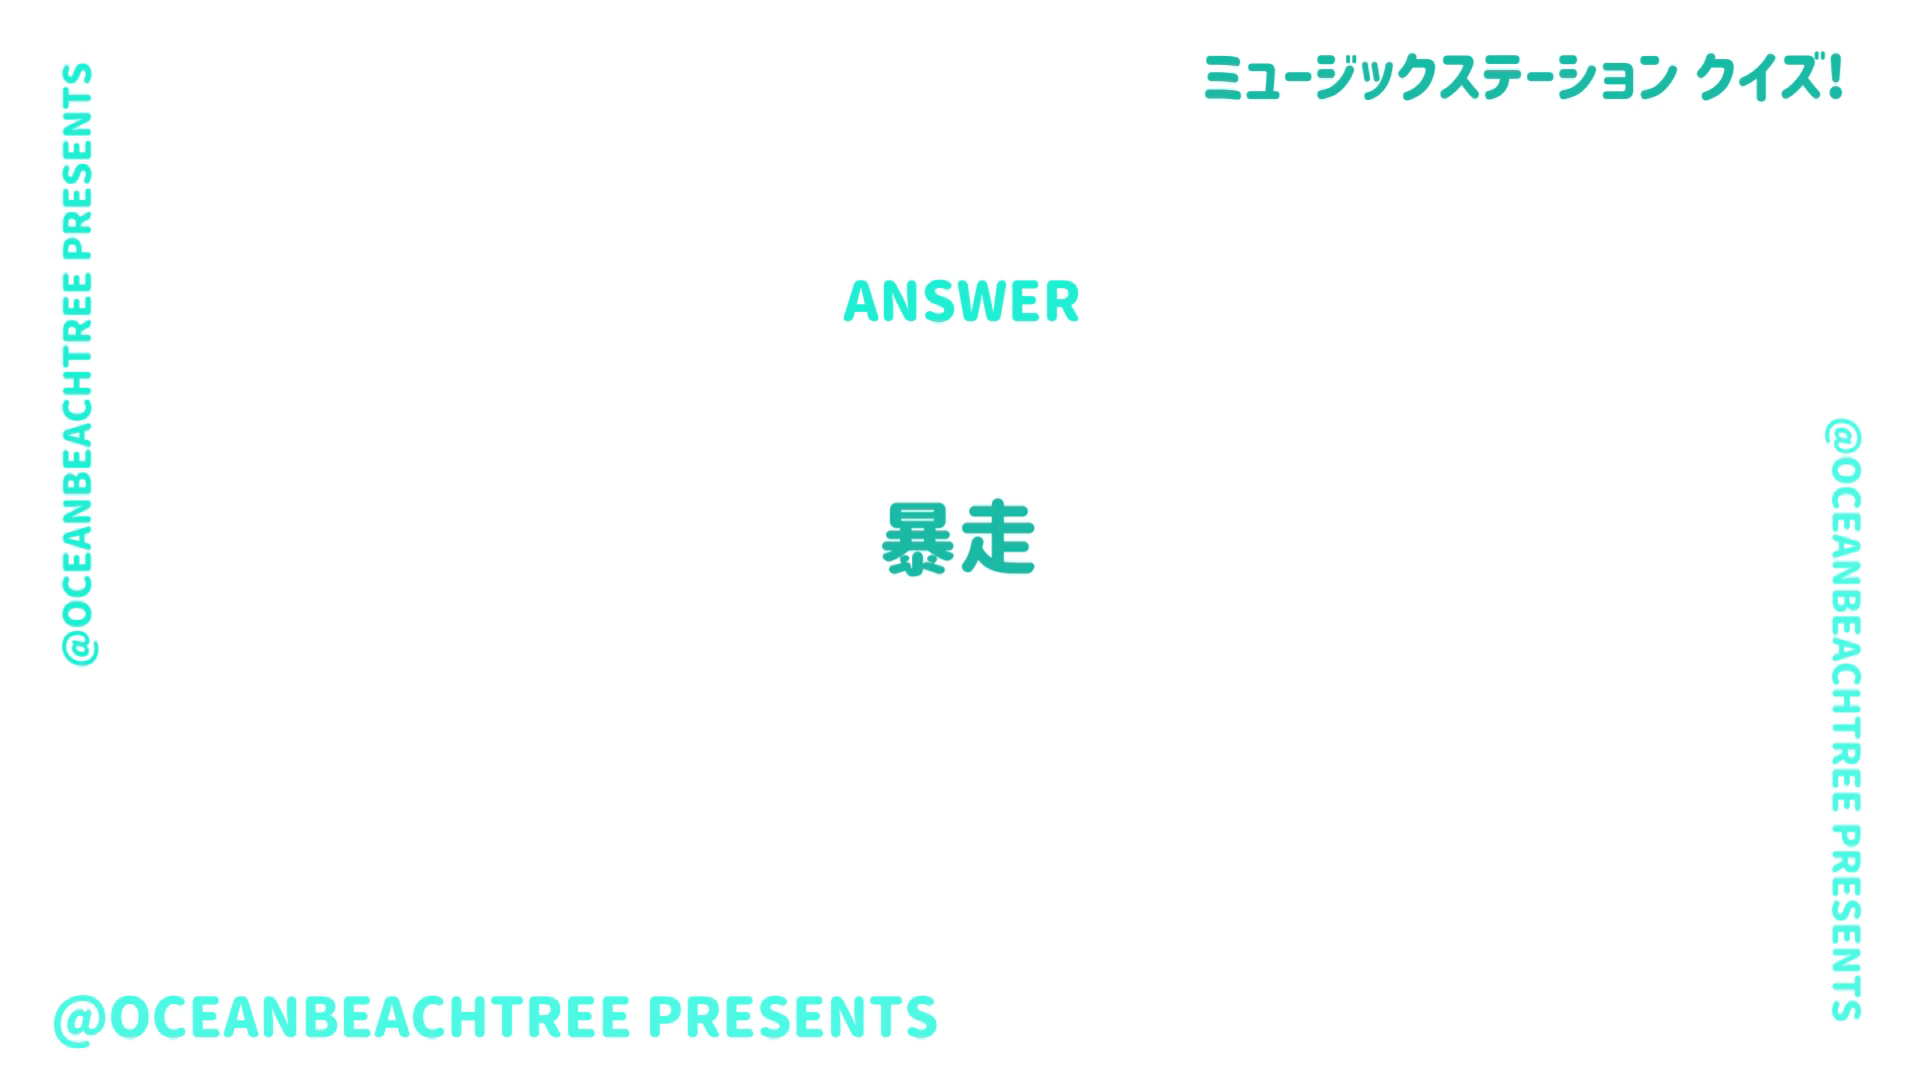 ミュージックステーション クイズ!
@OCEANBEACHTREE PRESENTS
ANSWER
暴走
@OCEANBEACHTREE PRESENTS
@OCEANBEACHTREE PRESENTS